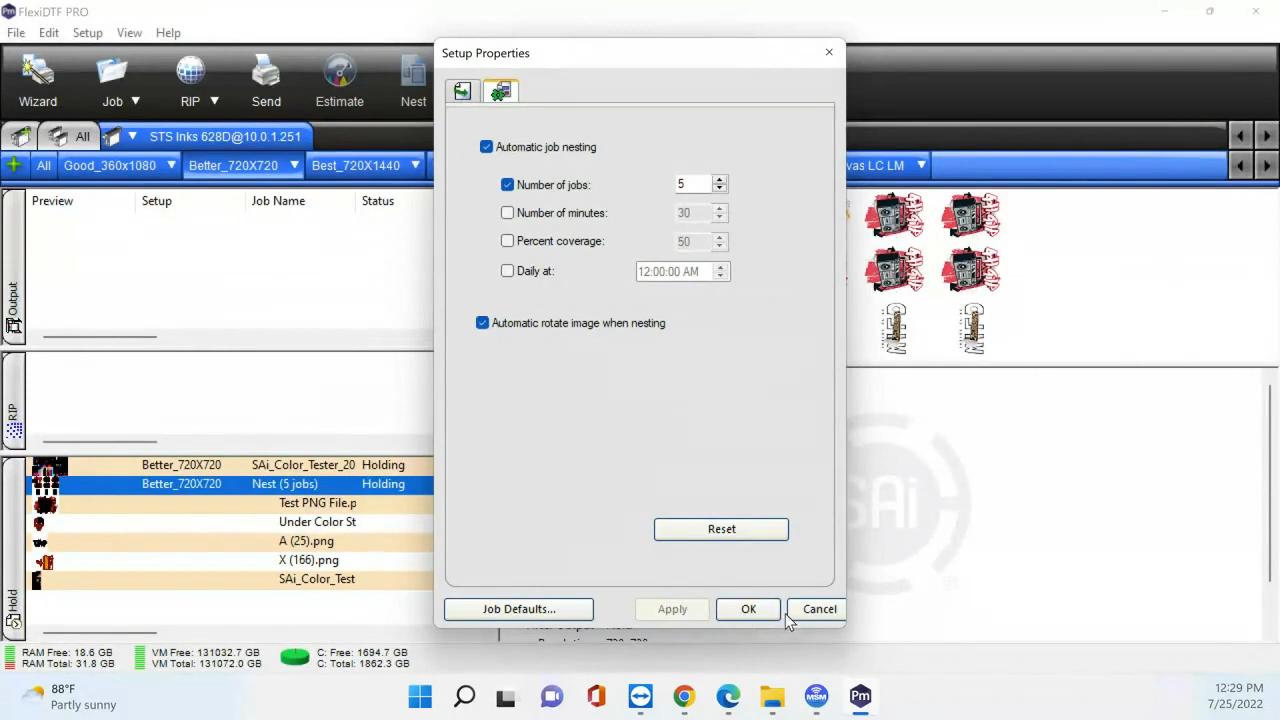 FlexiDTF PRO
File Edit Setup View Help
Wizard Job RIP Send Estimate Nest
All STS Inks 628D@10.0.1.251
All Good_360x1080 Better_720X720 Best_720X1440 vas LC LM
Preview Setup Job Name Status
Output
RIP
Hold
Better_720X720 SAi_Color_Tester_20 Holding
Better_720X720 Nest (5 jobs) Holding
Test PNG File.p
Under Color St
A (25).png
X (166).png
SAi_Color_Test
Setup Properties
Automatic job nesting
Number of jobs: 5
Number of minutes: 30
Percent coverage: 50
Daily at: 12:00:00 AM
Automatic rotate image when nesting
Reset
Job Defaults... Apply OK Cancel
SAi
RAM Free: 18.6 GB VM Free: 131032.7 GB C: Free: 1694.7 GB
RAM Total: 31.8 GB VM Total: 131072.0 GB C: Total: 1862.3 GB
88°F
Partly sunny
MSM
Pm
12:29 PM
7/25/2022